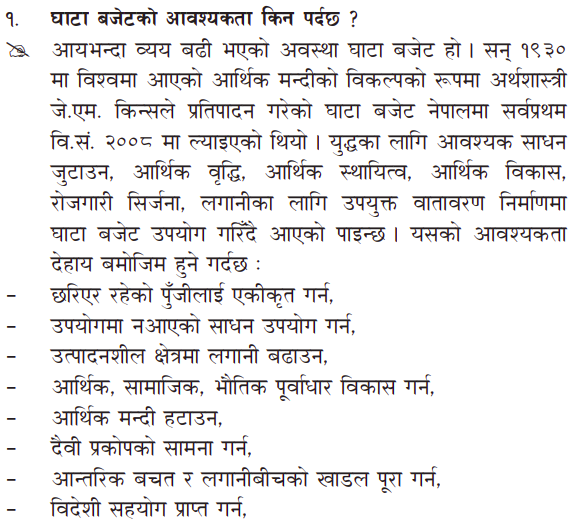 १. घाटा बजेटको आवश्यकता किन पर्दछ ?
आयभन्दा व्यय बढी भएको अवस्था घाटा बजेट हो । सन् १९३०
मा विश्वमा आएको आर्थिक मन्दीको विकल्पको रूपमा अर्थशास्त्री
जे.एम. किन्सले प्रतिपादन गरेको घाटा बजेट नेपालमा सर्वप्रथम
वि.सं. २००८ मा ल्याइएको थियो । युद्धका लागि आवश्यक साधन
जुटाउन, आर्थिक वृद्धि, आर्थिक स्थायित्व, आर्थिक विकास,
रोजगारी सिर्जना, लगानीका लागि उपयुक्त वातावरण निर्माणमा
घाटा बजेट उपयोग गरिँदै आएको पाइन्छ । यसको आवश्यकता
देहाय बमोजिम हुने गर्दछ :
– छरिएर रहेको पुँजीलाई एकीकृत गर्न,
– उपयोगमा नआएको साधन उपयोग गर्न,
– उत्पादनशील क्षेत्रमा लगानी बढाउन,
– आर्थिक, सामाजिक, भौतिक पूर्वाधार विकास गर्न,
– आर्थिक मन्दी हटाउन,
– दैवी प्रकोपको सामना गर्न,
– आन्तरिक बचत र लगानीबीचको खाडल पूरा गर्न,
– विदेशी सहयोग प्राप्त गर्न,